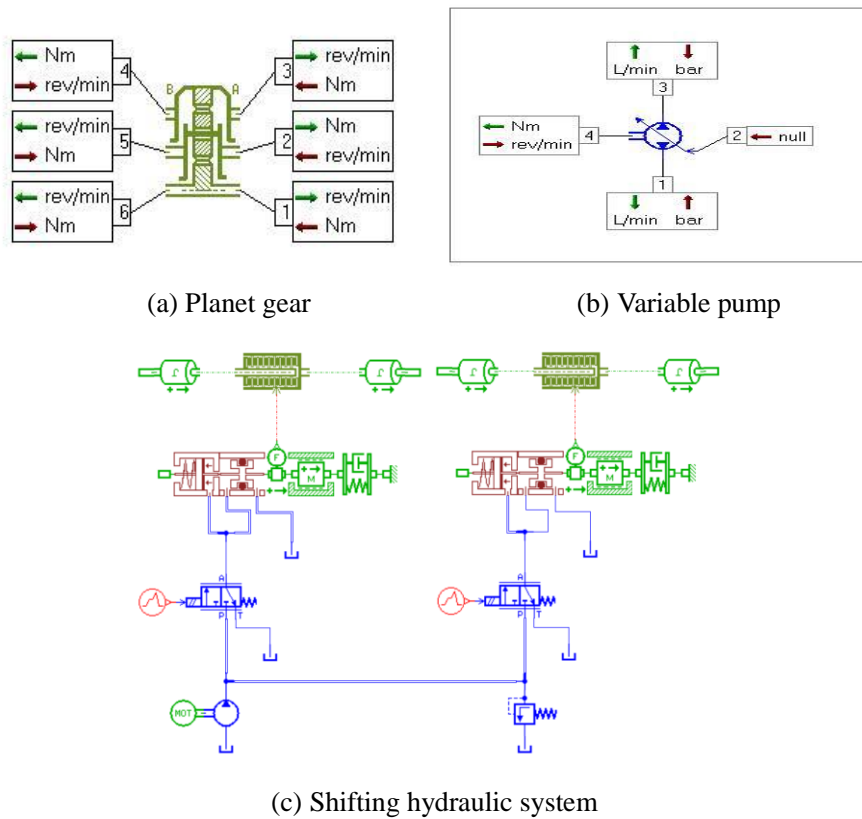 Nm
rev/min
4
B
A
3
rev/min
Nm
rev/min
Nm
5
2
Nm
rev/min
rev/min
Nm
6
1
rev/min
Nm
L/min bar
3
Nm
rev/min
4
2
null
1
L/min bar
(a) Planet gear
(b) Variable pump
F
M
F
M
A
P T
A
P T
MOT
(c) Shifting hydraulic system